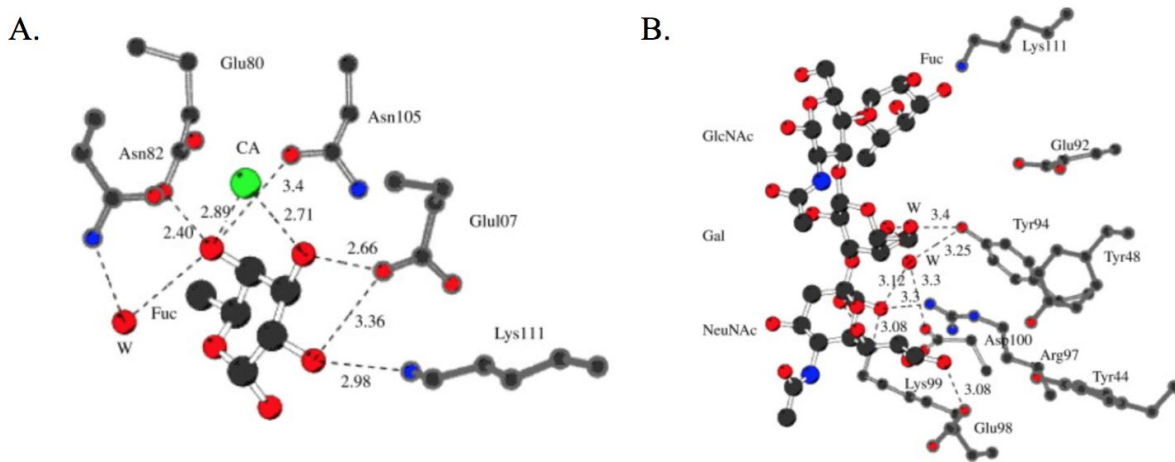 A.
Glu80
Asn105
CA
Asn82
3.4
2.89
2.71
2.40
Glul07
2.66
Fuc
W
3.36
Lys111
2.98
B.
Lys111
Fuc
GlcNAc
Glu92
W
3.4
Tyr94
Gal
3.25
W
Tyr48
3.12
3.3
3.3
NeuNAc
3.08
Asp100
Arg97
Lys99
3.08
Tyr44
Glu98